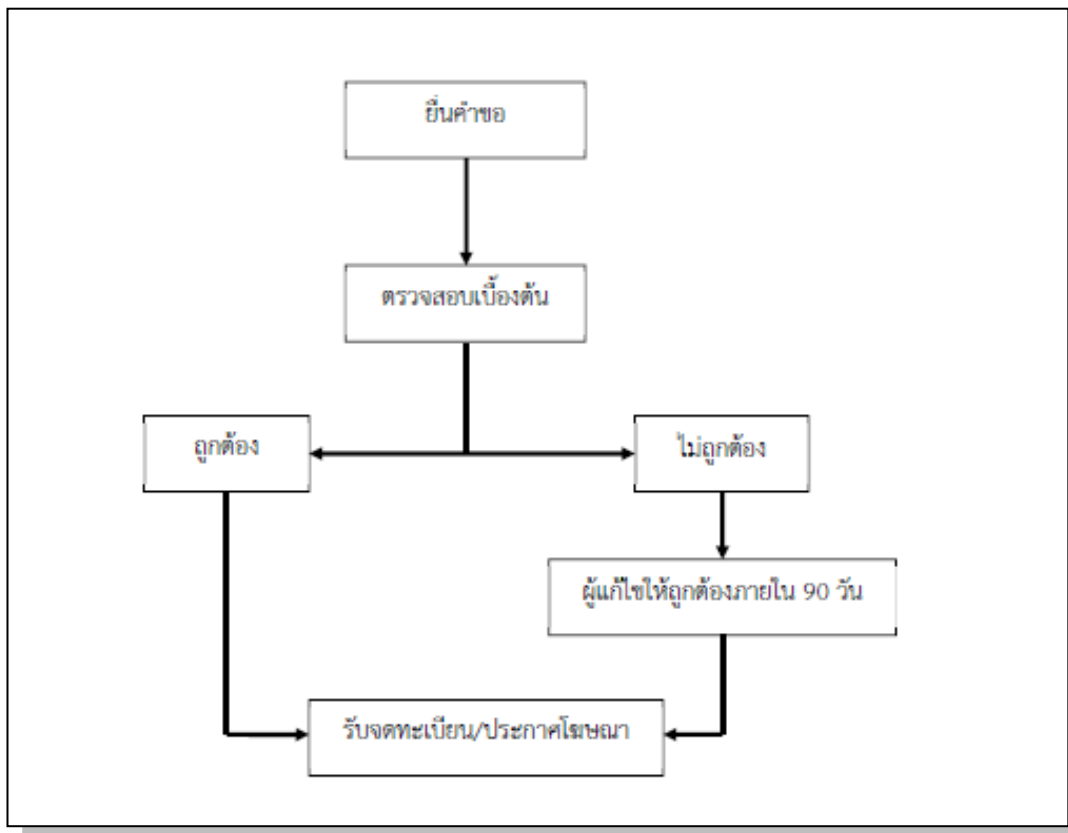 ยื่นคำขอ
ตรวจสอบเบื้องต้น
ถูกต้อง
ไม่ถูกต้อง
ผู้แก้ไขให้ถูกต้องภายใน 90 วัน
รับจดทะเบียน/ประกาศโฆษณา